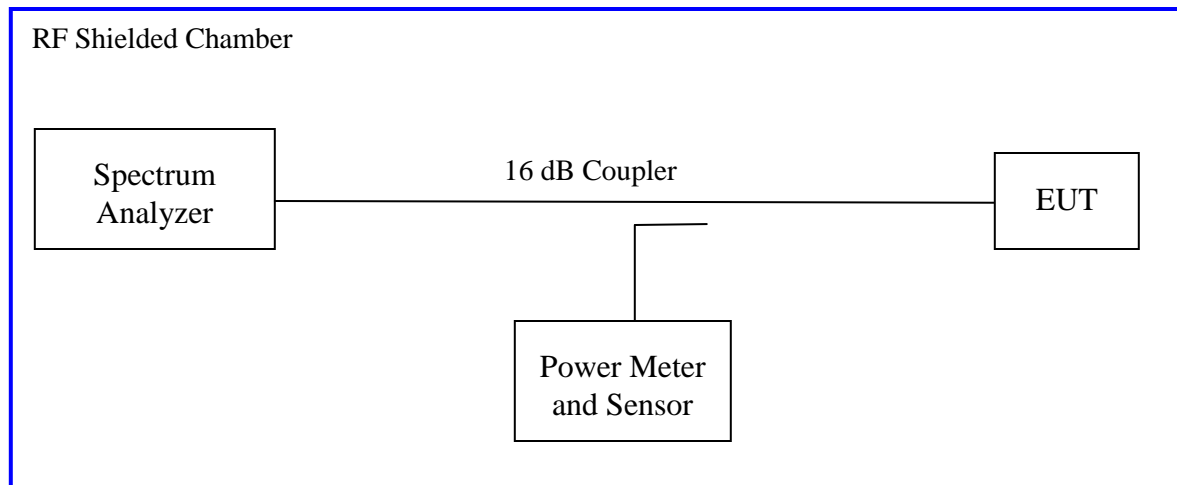 RF Shielded Chamber
16 dB Coupler
Spectrum
Analyzer
EUT
Power Meter
and Sensor